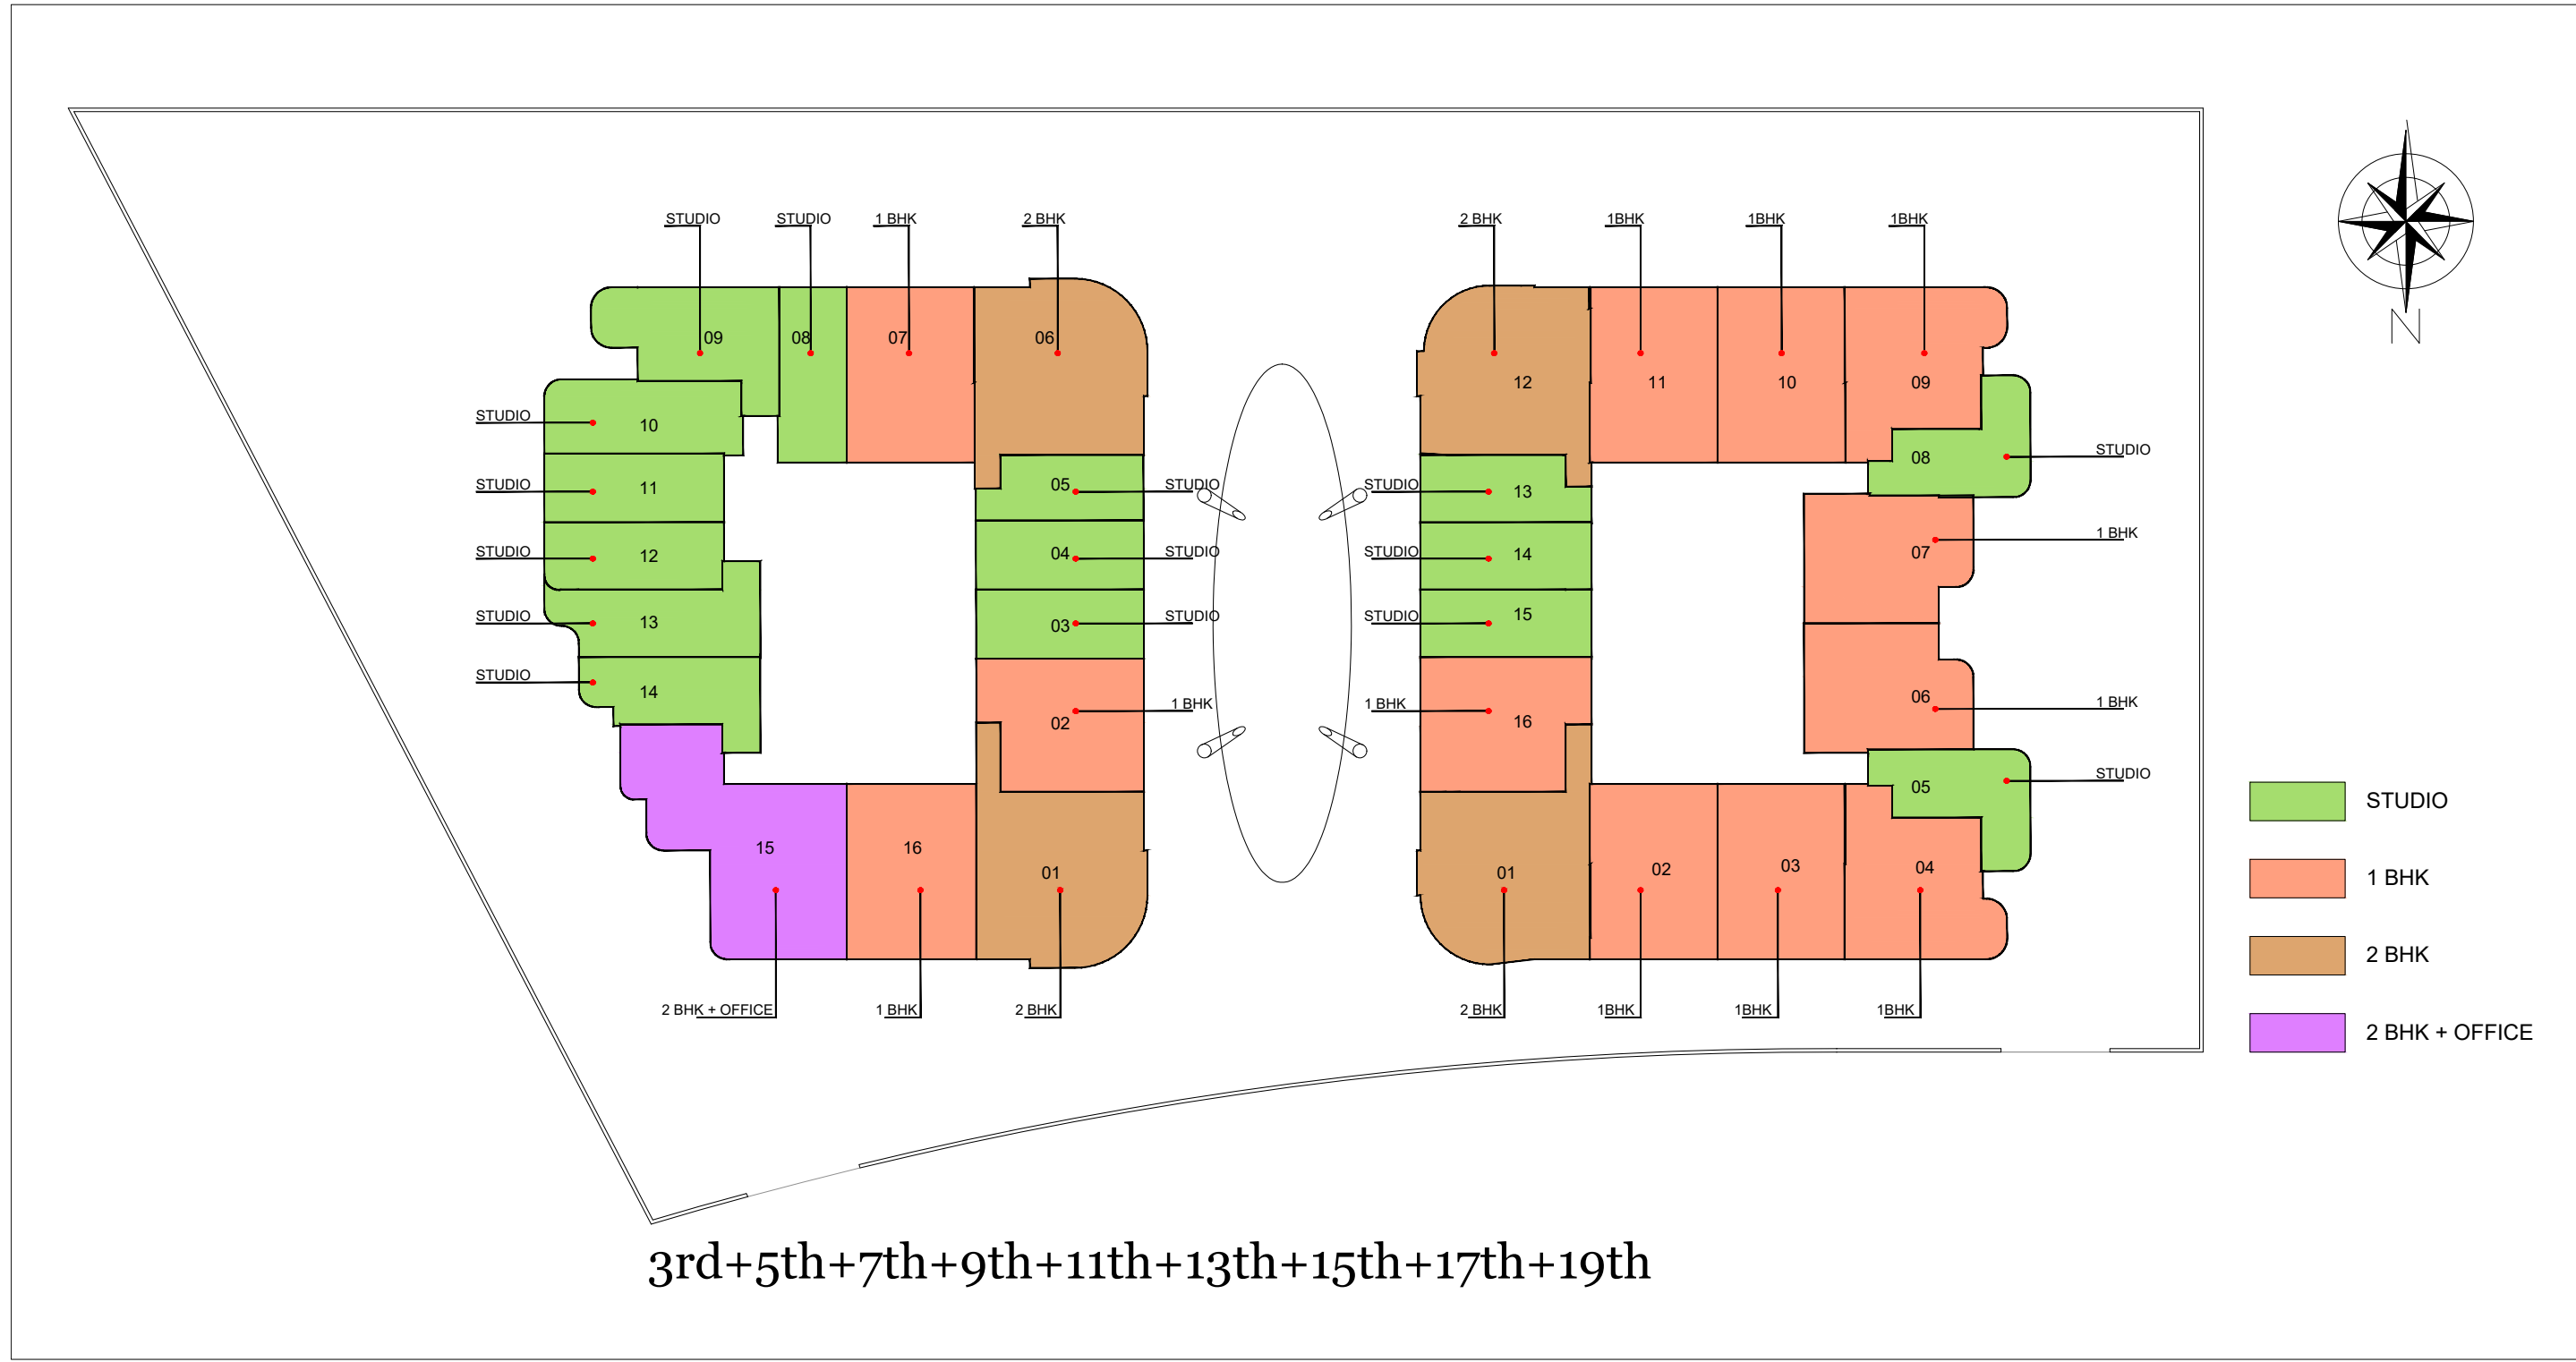 STUDIO
STUDIO
1 BHK
2 BHK
2 BHK
1BHK
1BHK
1BHK
09
08
07
06
12
11
10
09
N
STUDIO
10
STUDIO
08
STUDIO
11
05
STUDIO
STUDIO
13
07
1 BHK
STUDIO
12
04
STUDIO
STUDIO
14
STUDIO
13
03
STUDIO
STUDIO
15
STUDIO
14
02
1 BHK
1 BHK
16
06
1 BHK
05
STUDIO
15
16
01
01
02
03
04
2 BHK + OFFICE
1 BHK
2 BHK
2 BHK
1BHK
1BHK
1BHK
STUDIO
1 BHK
2 BHK
2 BHK + OFFICE
3rd+5th+7th+9th+11th+13th+15th+17th+19th